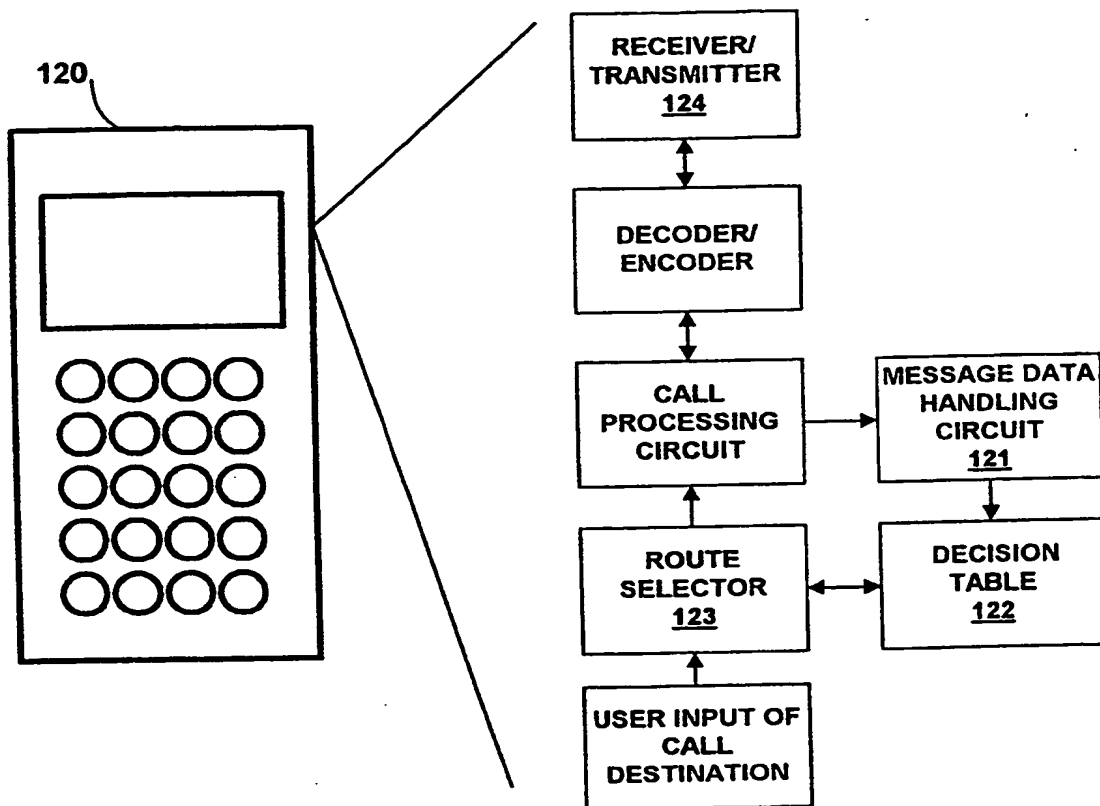 120
RECEIVER/
TRANSMITTER
124
DECODER/
ENCODER
CALL
PROCESSING
CIRCUIT
MESSAGE DATA
HANDLING
CIRCUIT
121
ROUTE
SELECTOR
123
DECISION
TABLE
122
USER INPUT OF
CALL
DESTINATION